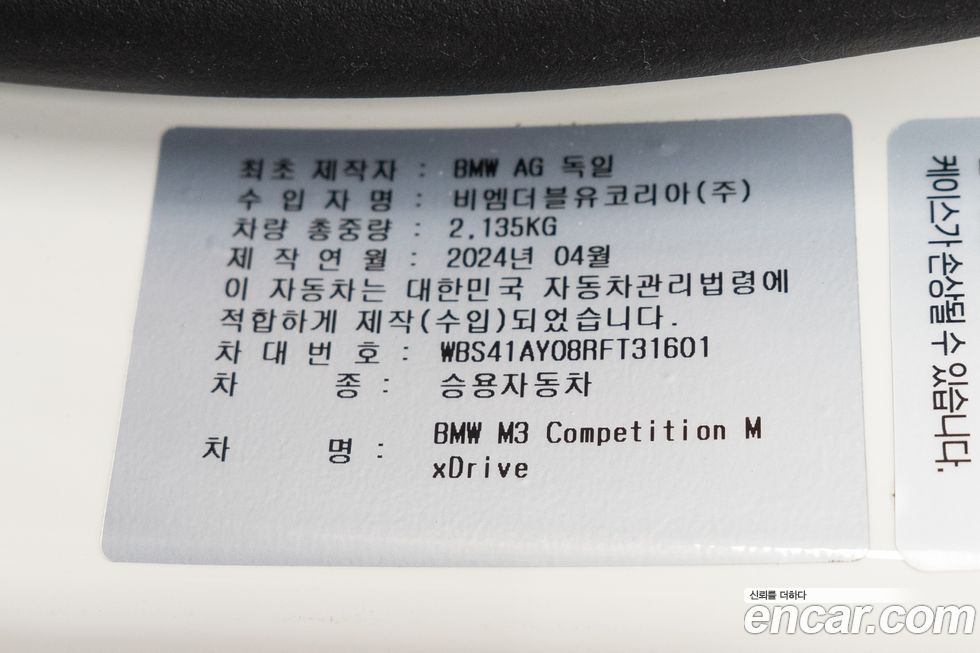 최초 제작자 : BMW AG 독일
수 입 자 명 : 비엠더블유코리아(주)
차량 총중량 : 2,135KG
제 작 연 월 : 2024년 04월
이 자동차는 대한민국 자동차관리법령에
적합하게 제작(수입)되었습니다.
차 대 번 호 : WBS41AY08RFT31601
차 종 : 승용자동차
차 명 : BMW M3 Competition M
xDrive
케이스가 손상될 수 있습니다.
신뢰를 더하다
encar.com